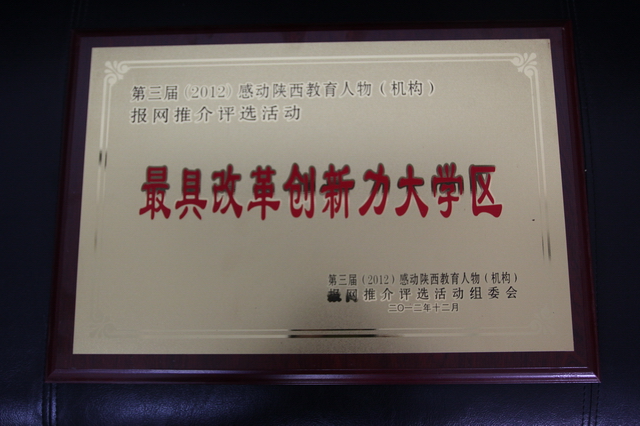 第三届(2012)感动陕西教育人物(机构)
报网推介评选活动
最具改革创新力大学区
第三届(2012)感动陕西教育人物(机构)
报网推介评选活动组委会
二〇一二年十二月